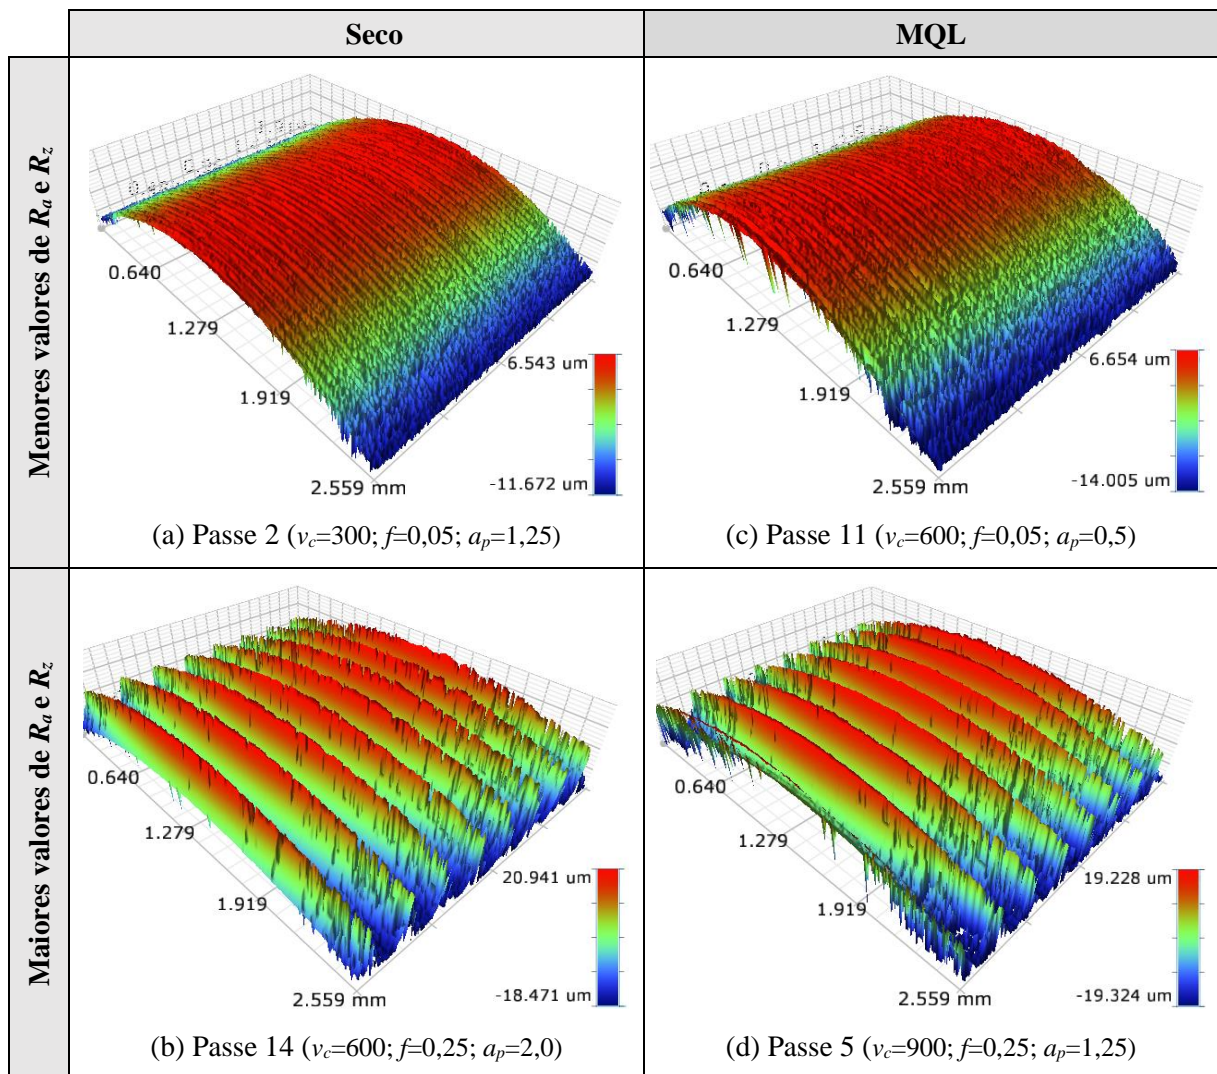 Seco
MQL
Menores valores de Ra e Rz
0.640
1.279
1.919
2.559 mm
6.543 um
-11.672 um
(a) Passe 2 (vc=300; f=0,05; ap=1,25)
0.640
1.279
1.919
2.559 mm
6.654 um
-14.005 um
(c) Passe 11 (vc=600; f=0,05; ap=0,5)
Maiores valores de Ra e Rz
0.640
1.279
1.919
2.559 mm
20.941 um
-18.471 um
(b) Passe 14 (vc=600; f=0,25; ap=2,0)
0.640
1.279
1.919
2.559 mm
19.228 um
-19.324 um
(d) Passe 5 (vc=900; f=0,25; ap=1,25)